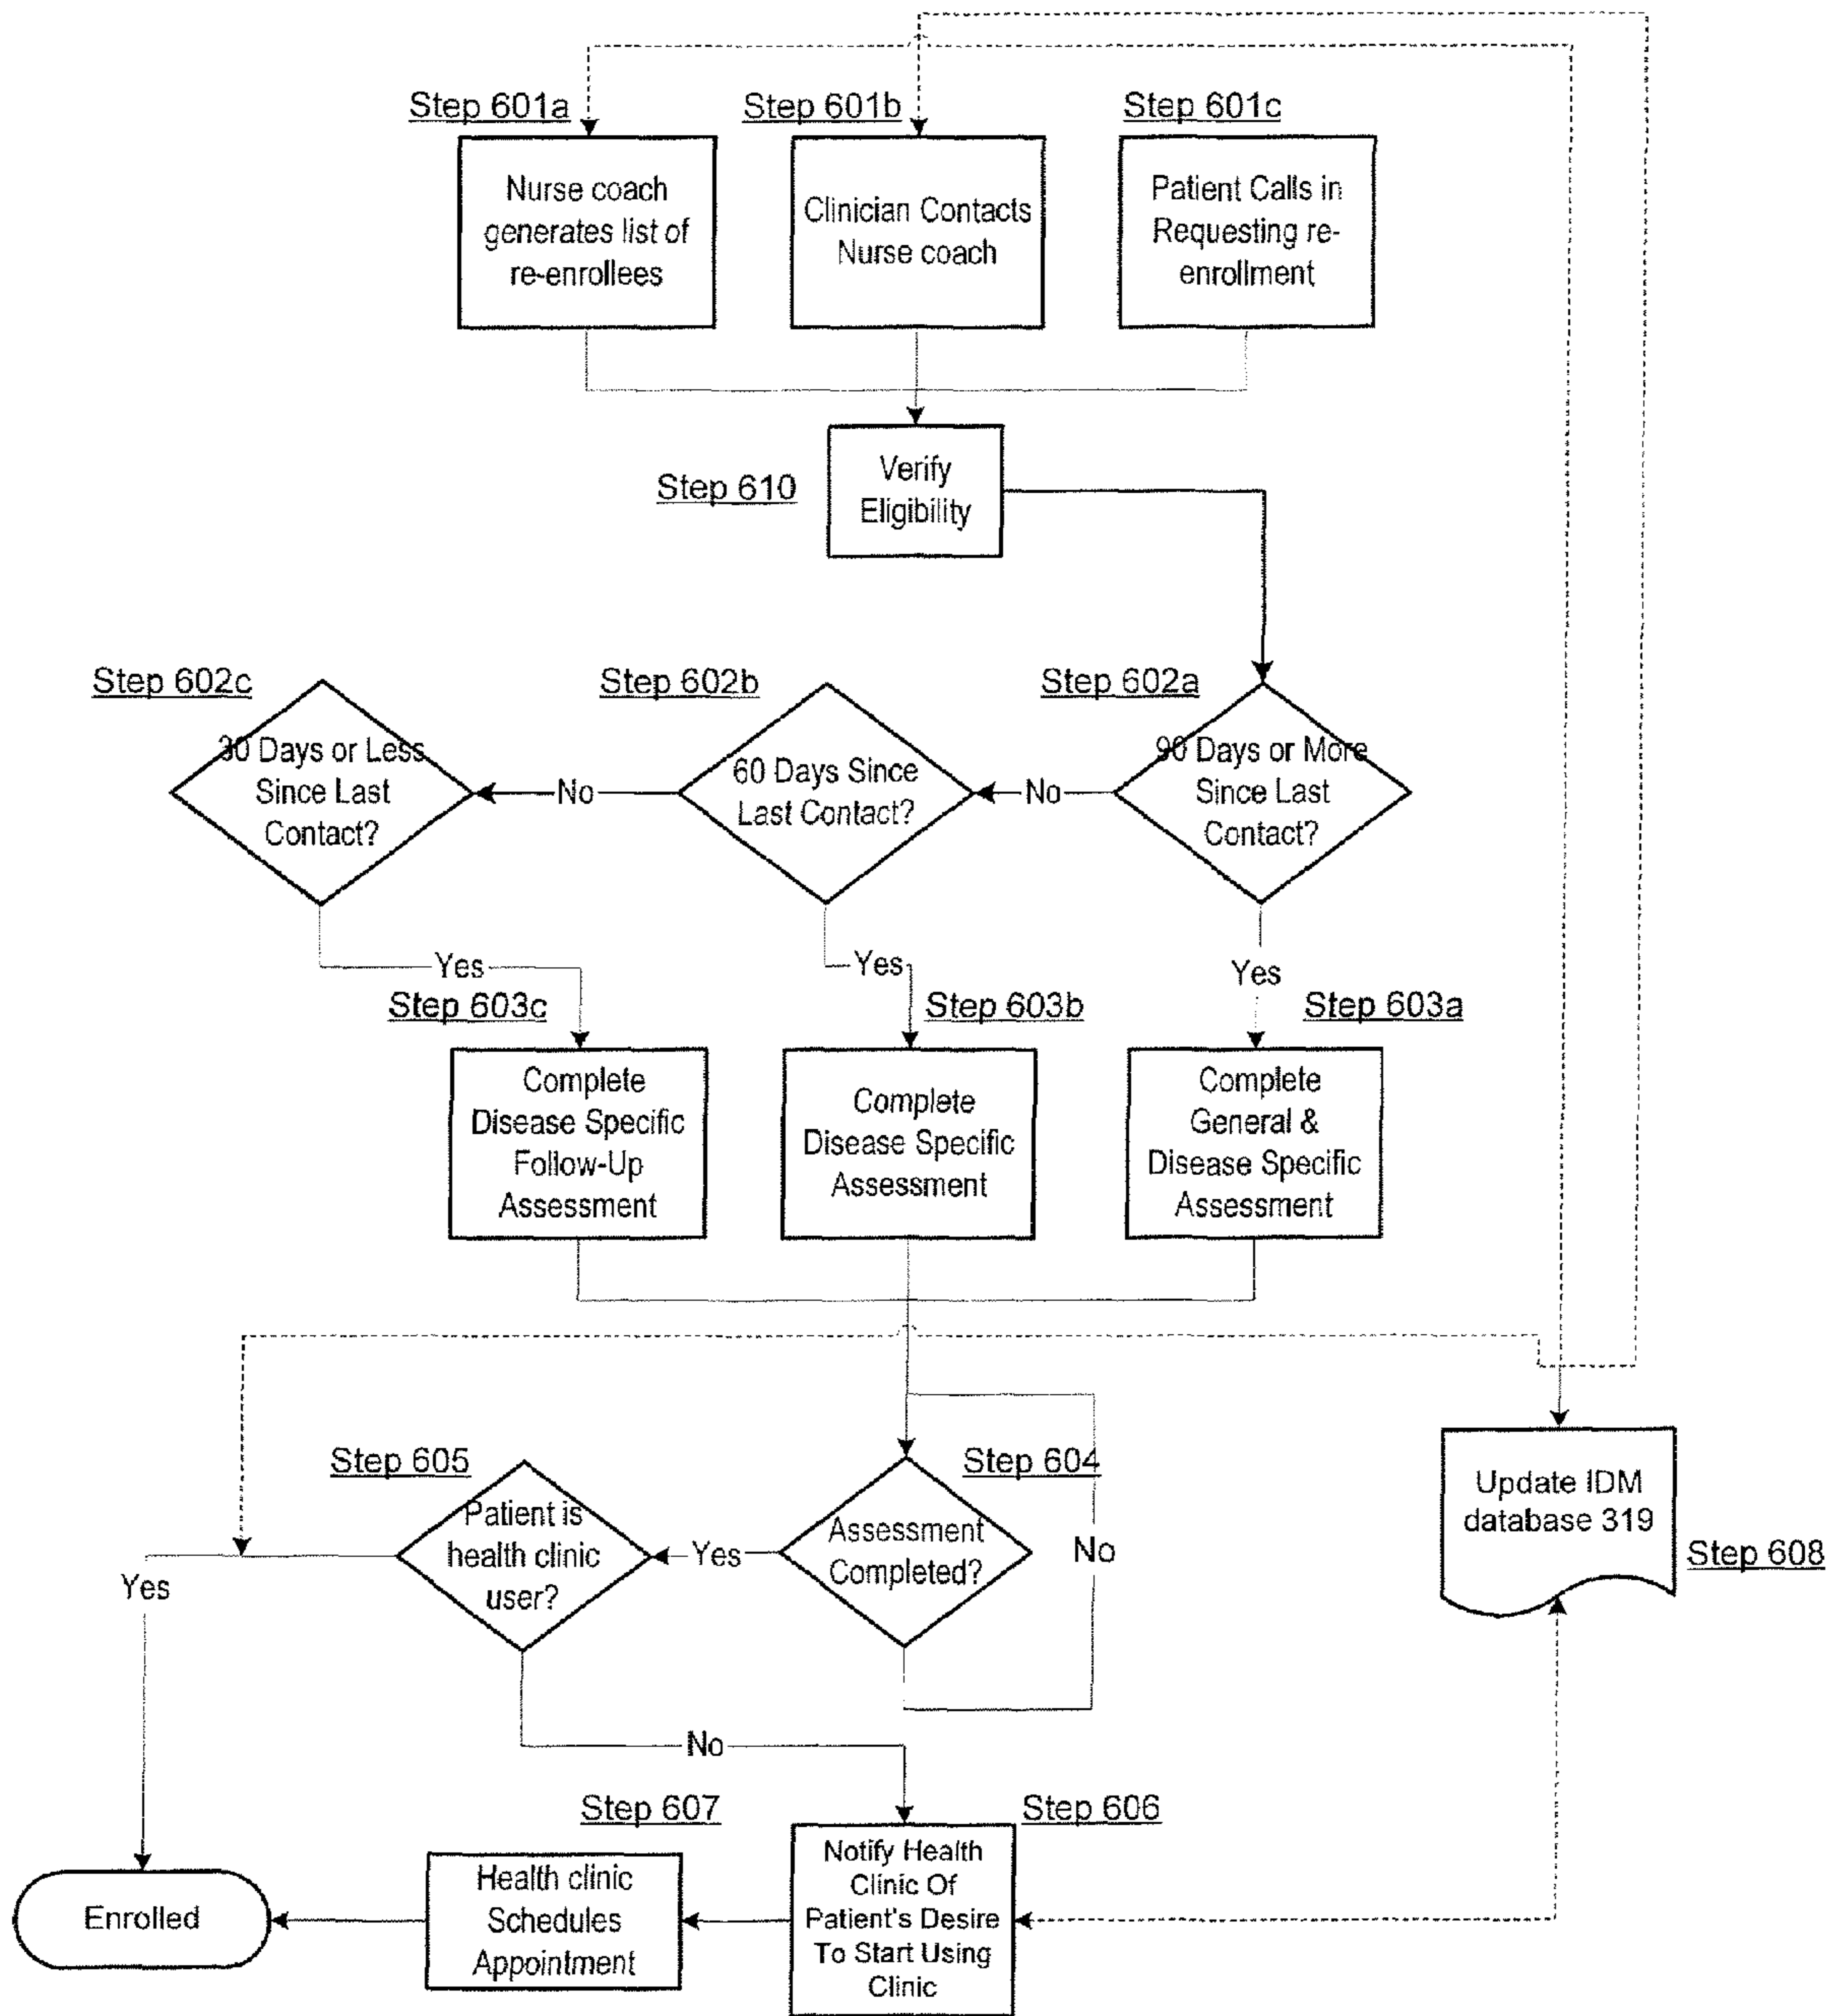 Step 601a
Step 601b
Step 601c
Nurse coach
generates list of
re-enrollees
Clinician Contacts
Nurse coach
Patient Calls in
Requesting re-
enrollment
Step 610
Verify
Eligibility
Step 602c
Step 602b
Step 602a
30 Days or Less
Since Last
Contact?
No
60 Days Since
Last Contact?
No
90 Days or More
Since Last
Contact?
Yes
Yes
Yes
Step 603c
Step 603b
Step 603a
Complete
Disease Specific
Follow-Up
Assessment
Complete
Disease Specific
Assessment
Complete
General &
Disease Specific
Assessment
Step 605
Step 604
Patient is
health clinic
user?
Yes
Assessment
Completed?
No
Update IDM
database 319
Step 608
Yes
No
Step 607
Step 606
Enrolled
Health clinic
Schedules
Appointment
Notify Health
Clinic Of
Patient's Desire
To Start Using
Clinic